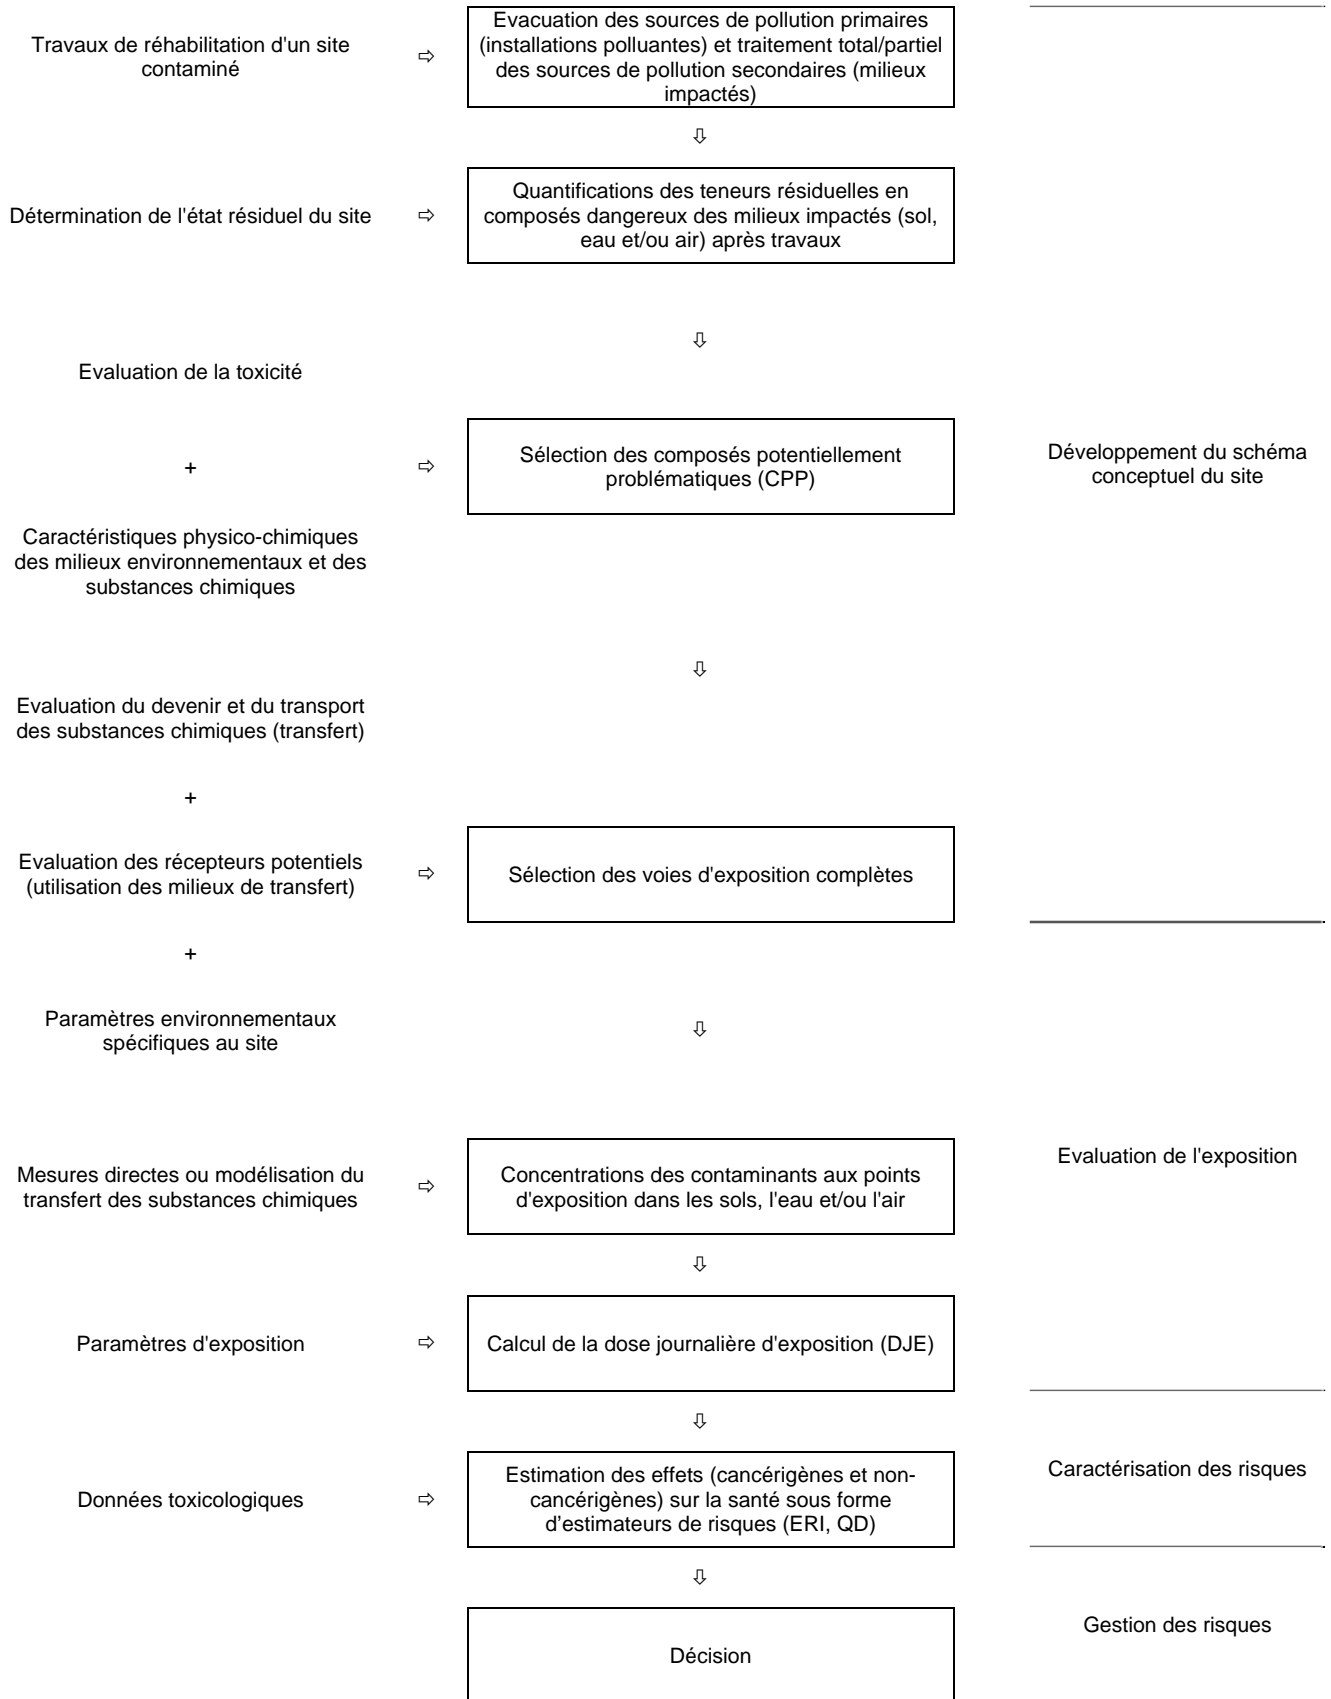 Travaux de réhabilitation d'un site
contaminé
⇨
Evacuation des sources de pollution primaires
(installations polluantes) et traitement total/partiel
des sources de pollution secondaires (milieux
impactés)
⇩
Détermination de l'état résiduel du site
⇨
Quantifications des teneurs résiduelles en
composés dangereux des milieux impactés (sol,
eau et/ou air) après travaux
⇩
Evaluation de la toxicité
+
Caractéristiques physico-chimiques
des milieux environnementaux et des
substances chimiques
⇨
Sélection des composés potentiellement
problématiques (CPP)
Développement du schéma
conceptuel du site
⇩
Evaluation du devenir et du transport
des substances chimiques (transfert)
+
Evaluation des récepteurs potentiels
(utilisation des milieux de transfert)
⇨
Sélection des voies d'exposition complètes
+
Paramètres environnementaux
spécifiques au site
⇩
Mesures directes ou modélisation du
transfert des substances chimiques
⇨
Concentrations des contaminants aux points
d'exposition dans les sols, l'eau et/ou l'air
Evaluation de l'exposition
⇩
Paramètres d'exposition
⇨
Calcul de la dose journalière d'exposition (DJE)
⇩
Données toxicologiques
⇨
Estimation des effets (cancérigènes et non-
cancérigènes) sur la santé sous forme
d’estimateurs de risques (ERI, QD)
Caractérisation des risques
⇩
Décision
Gestion des risques